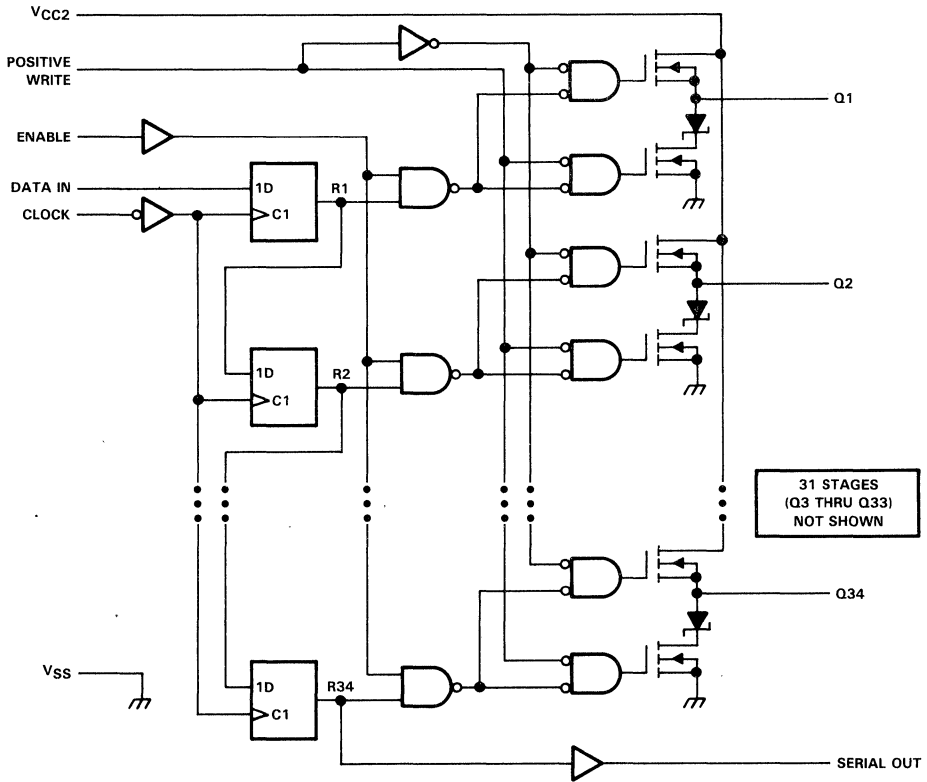 VCC2
POSITIVE
WRITE
Q1
ENABLE
DATA IN
1D
R1
CLOCK
C1
Q2
1D
R2
C1
31 STAGES
(Q3 THRU Q33)
NOT SHOWN
Q34
VSS
1D
R34
C1
SERIAL OUT